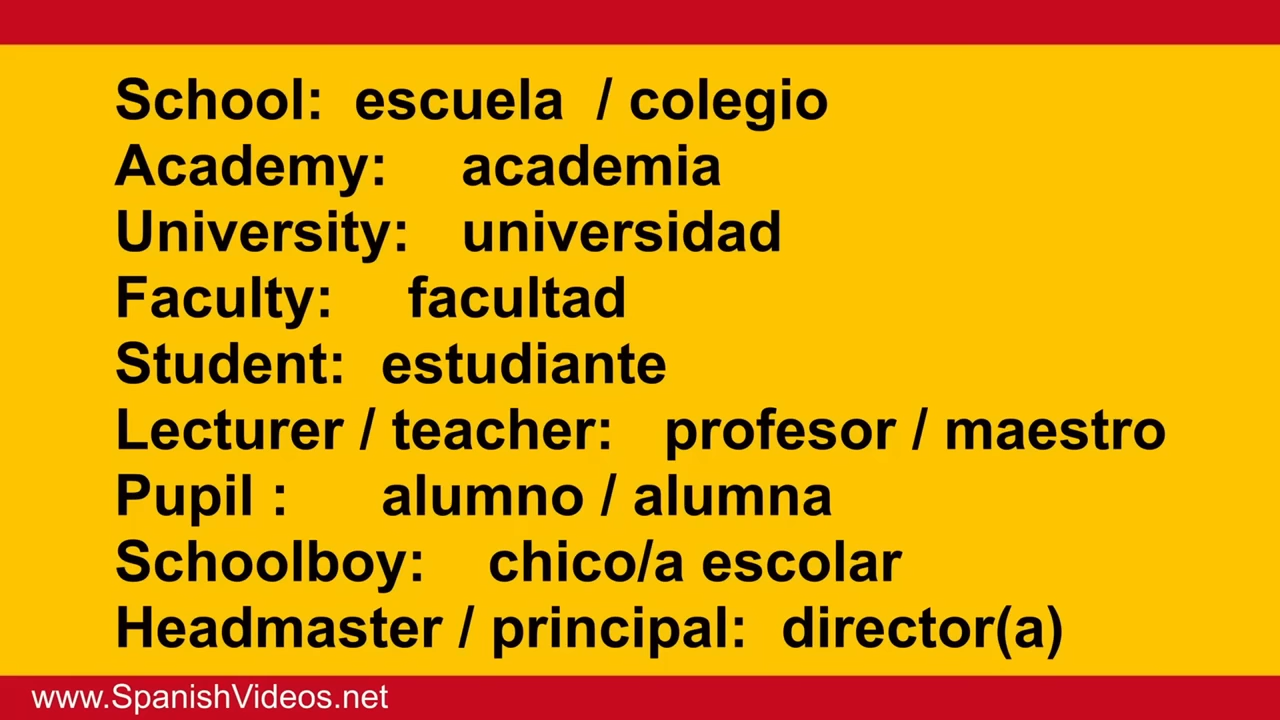 School: escuela / colegio
Academy: academia
University: universidad
Faculty: facultad
Student: estudiante
Lecturer / teacher: profesor / maestro
Pupil : alumno / alumna
Schoolboy: chico/a escolar
Headmaster / principal: director(a)
www.SpanishVideos.net